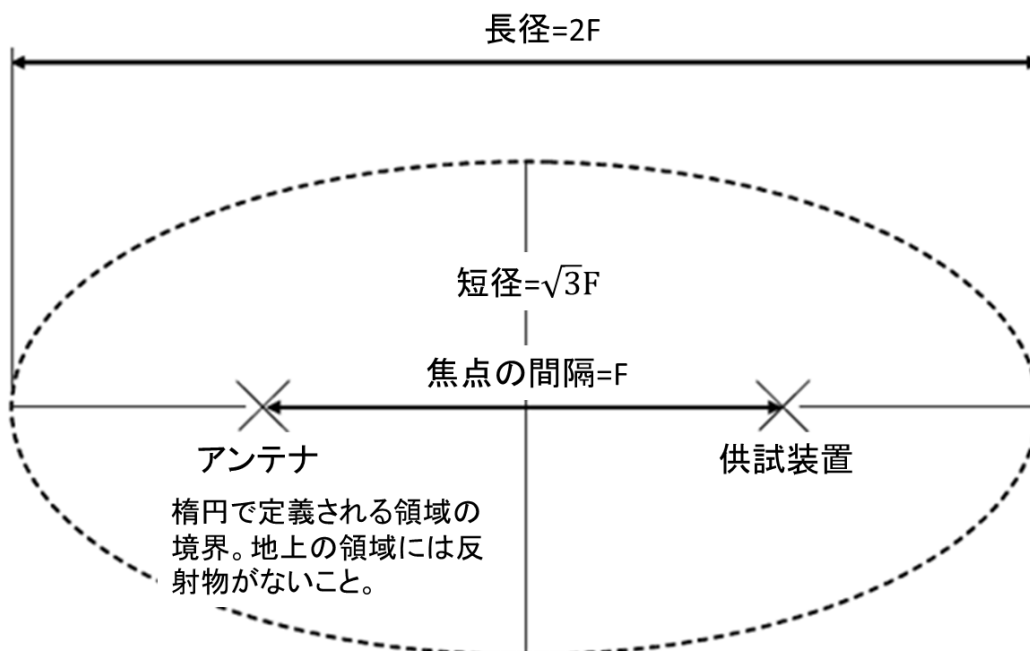 長径=2F
短径=√3F
焦点の間隔=F
アンテナ
供試装置
楕円で定義される領域の
境界。地上の領域には反
射物がないこと。